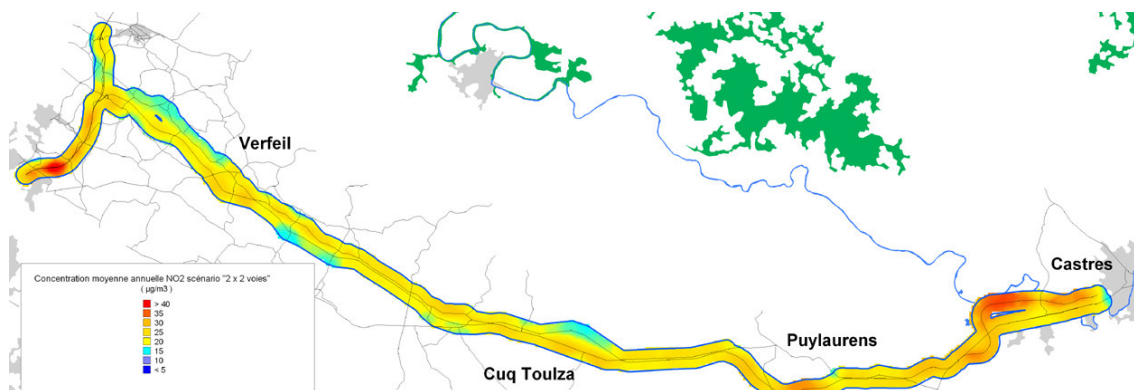 Verfeil
Castres
Concentration moyenne annuelle NO2 scénario "2 x 2 voies"
( µg/m3 )
> 40
35
30
25
20
15
10
< 5
Puylaurens
Cuq Toulza